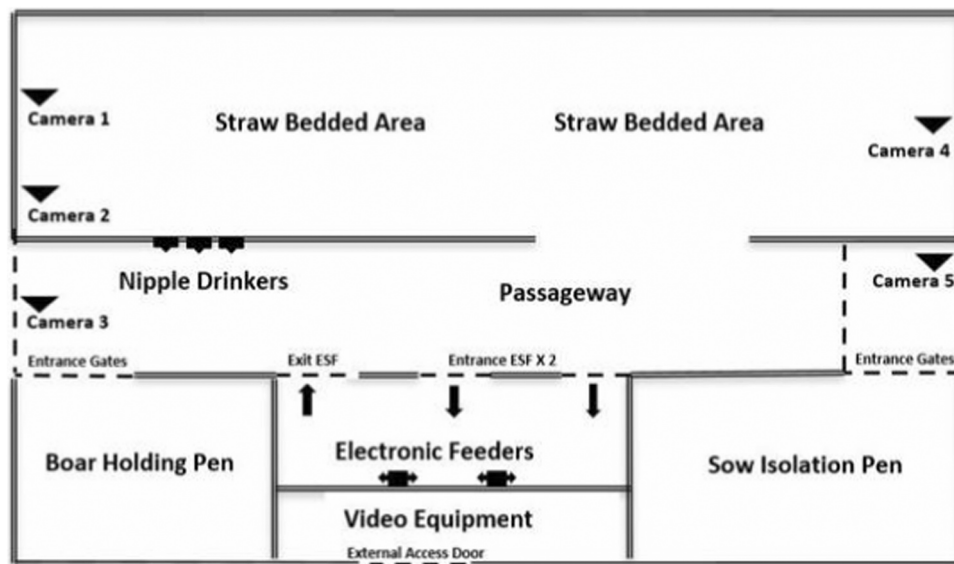 Camera 1
Straw Bedded Area
Straw Bedded Area
Camera 4
Camera 2
Nipple Drinkers
Passageway
Camera 5
Camera 3
Entrance Gates
Exit ESF
Entrance ESF X 2
Entrance Gates
Electronic Feeders
Boar Holding Pen
Sow Isolation Pen
Video Equipment
External Access Door